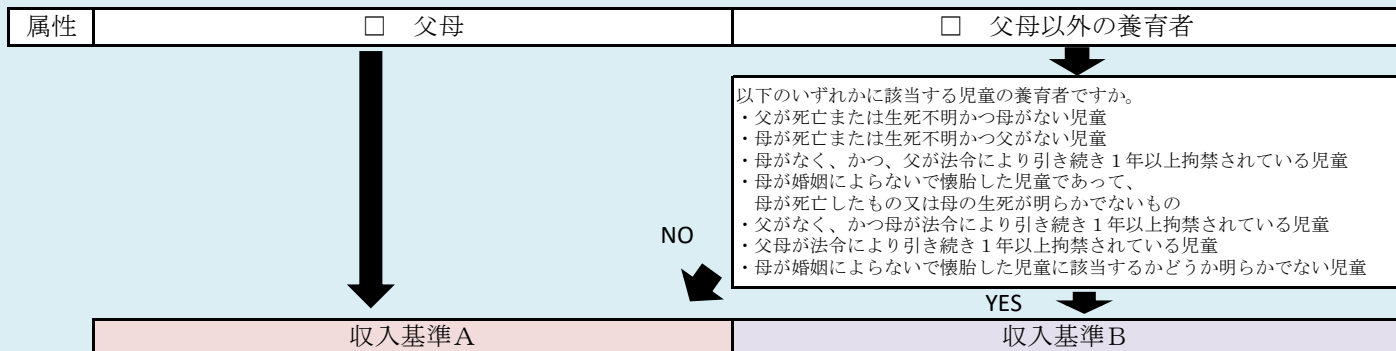 属性 □ 父母 □ 父母以外の養育者
以下のいずれかに該当する児童の養育者ですか。
・父が死亡または生死不明かつ母がない児童
・母が死亡または生死不明かつ父がない児童
・母がなく、かつ、父が法令により引き続き１年以上拘禁されている児童
・母が婚姻によらないで懐胎した児童であって、
母が死亡したもの又は母の生死が明らかでないもの
・父がなく、かつ母が法令により引き続き１年以上拘禁されている児童
・父母が法令により引き続き１年以上拘禁されている児童
・母が婚姻によらないで懐胎した児童に該当するかどうか明らかでない児童
NO
YES
収入基準Ａ 収入基準Ｂ